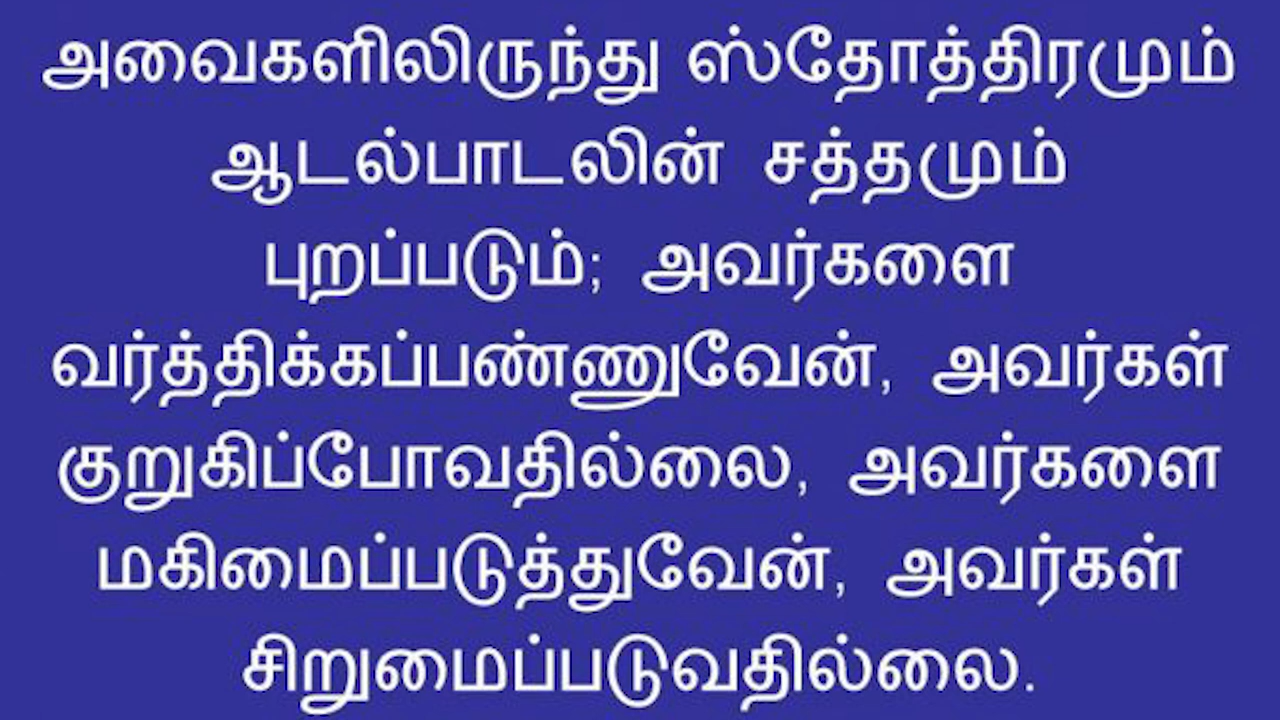 அவைகளிலிருந்து ஸ்தோத்திரமும்
ஆடல்பாடலின் சத்தமும்
புறப்படும்; அவர்களை
வர்த்திக்கப்பண்ணுவேன், அவர்கள்
குறுகிப்போவதில்லை, அவர்களை
மகிமைப்படுத்துவேன், அவர்கள்
சிறுமைப்படுவதில்லை.